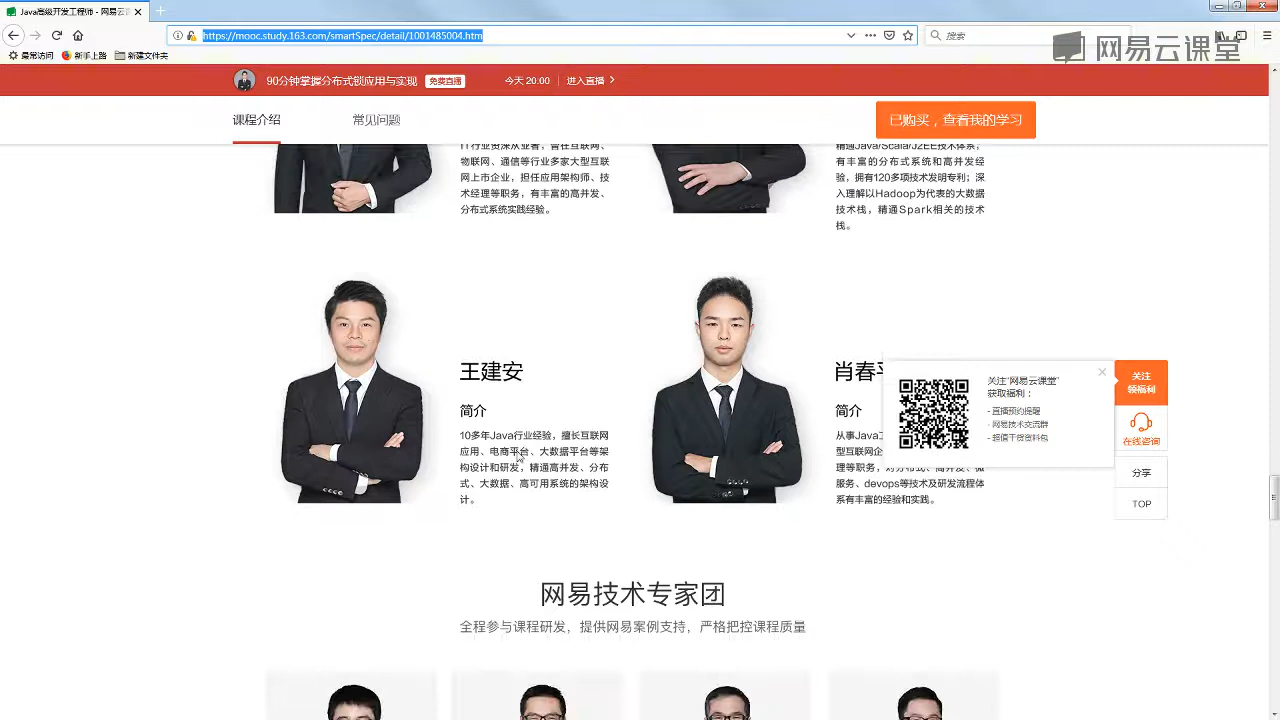 Java高级开发工程师 - 网易云
https://mooc.study.163.com/smartSpec/detail/1001485004.htm
搜索
网易云课堂
最常访问
新手上路
新建文件夹
90分钟掌握分布式锁应用与实现
免费直播
今天 20:00
进入直播
课程介绍
常见问题
已购买，查看我的学习
IT行业资深从业者，曾在互联网、
物联网、通信等行业多家大型互联
网上市企业，担任应用架构师、技
术经理等职务，有丰富的高并发、
分布式系统实践经验。
精通Java/Scala/J2EE技术体系，
有丰富的分布式系统和高并发经
验，拥有120多项技术发明专利；深
入理解以Hadoop为代表的大数据
技术栈，精通Spark相关的技术
栈。
王建安
简介
10多年Java行业经验，擅长互联网
应用、电商平台、大数据平台等架
构设计和研发，精通高并发、分布
式、大数据、高可用系统的架构设
计。
肖春
简介
从事Java
型互联网企
理等职务，对分布式、高并发、微
服务、devops等技术及研发流程体
系有丰富的经验和实践。
关注“网易云课堂”
获取福利：
- 直播预约提醒
- 网易技术交流群
- 超值干货资料包
关注
领福利
在线咨询
分享
TOP
网易技术专家团
全程参与课程研发，提供网易案例支持，严格把控课程质量